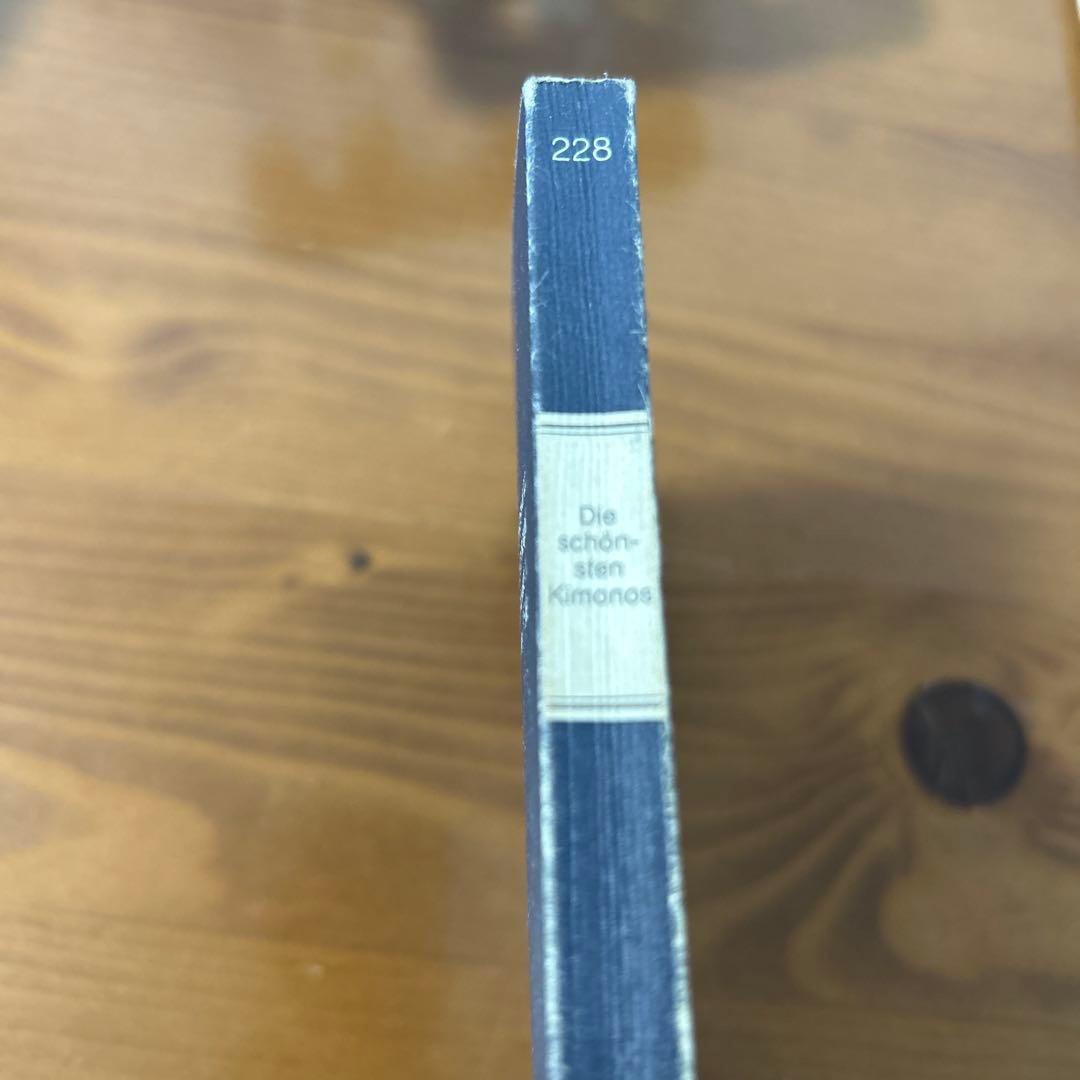 228
Die
schön-
sten
Kimonos